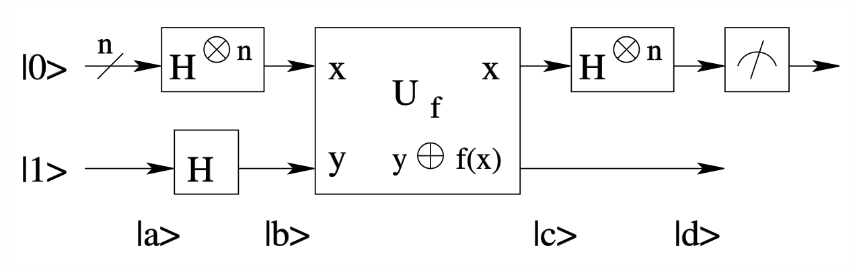 |0> n H ⊗ n x x H ⊗ n
U f
|1> H y y ⊕ f(x)
|a> |b> |c> |d>